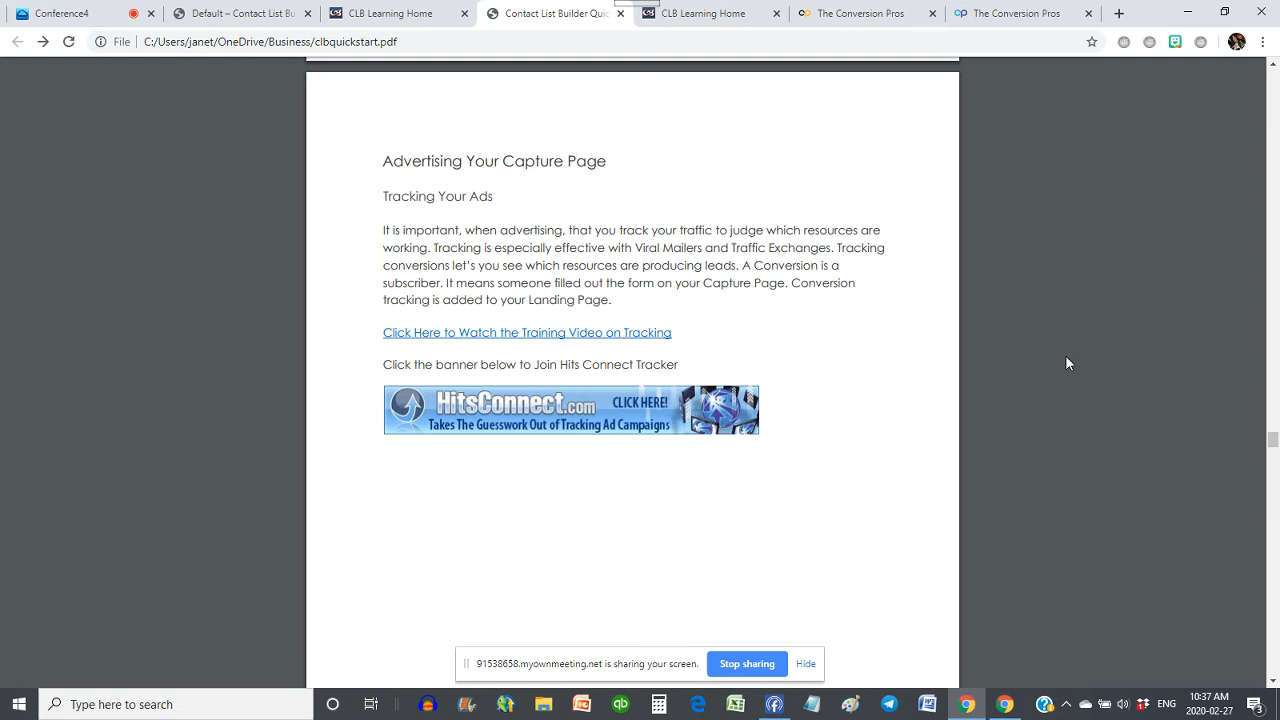 Conference4
Default – Contact List Bu
CLB Learning Home
Contact List Builder Quic
CLB Learning Home
The Conversion Pros
The Conversion Pros
File
C:/Users/janet/OneDrive/Business/clbquickstart.pdf
Advertising Your Capture Page
Tracking Your Ads
It is important, when advertising, that you track your traffic to judge which resources are
working. Tracking is especially effective with Viral Mailers and Traffic Exchanges. Tracking
conversions let's you see which resources are producing leads. A Conversion is a
subscriber. It means someone filled out the form on your Capture Page. Conversion
tracking is added to your Landing Page.
Click Here to Watch the Training Video on Tracking
Click the banner below to Join Hits Connect Tracker
HitsConnect.com CLICK HERE!
Takes The Guesswork Out of Tracking Ad Campaigns
91538658.myownmeeting.net is sharing your screen.
Stop sharing
Hide
Type here to search
ENG
10:37 AM
2020-02-27
3